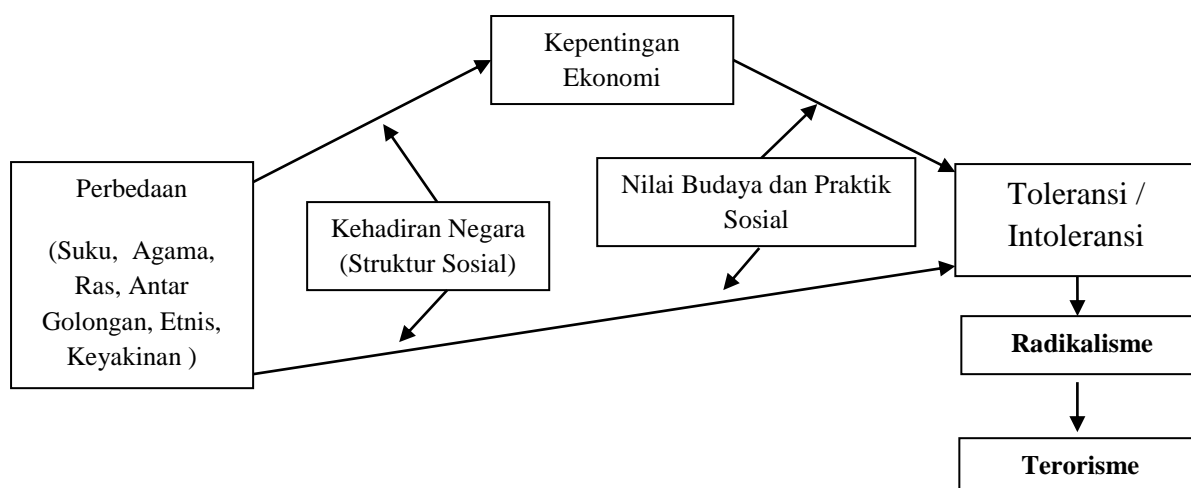 Kepentingan
Ekonomi
Perbedaan
(Suku, Agama,
Ras, Antar
Golongan, Etnis,
Keyakinan )
Kehadiran Negara
(Struktur Sosial)
Nilai Budaya dan Praktik
Sosial
Toleransi /
Intoleransi
Radikalisme
Terorisme